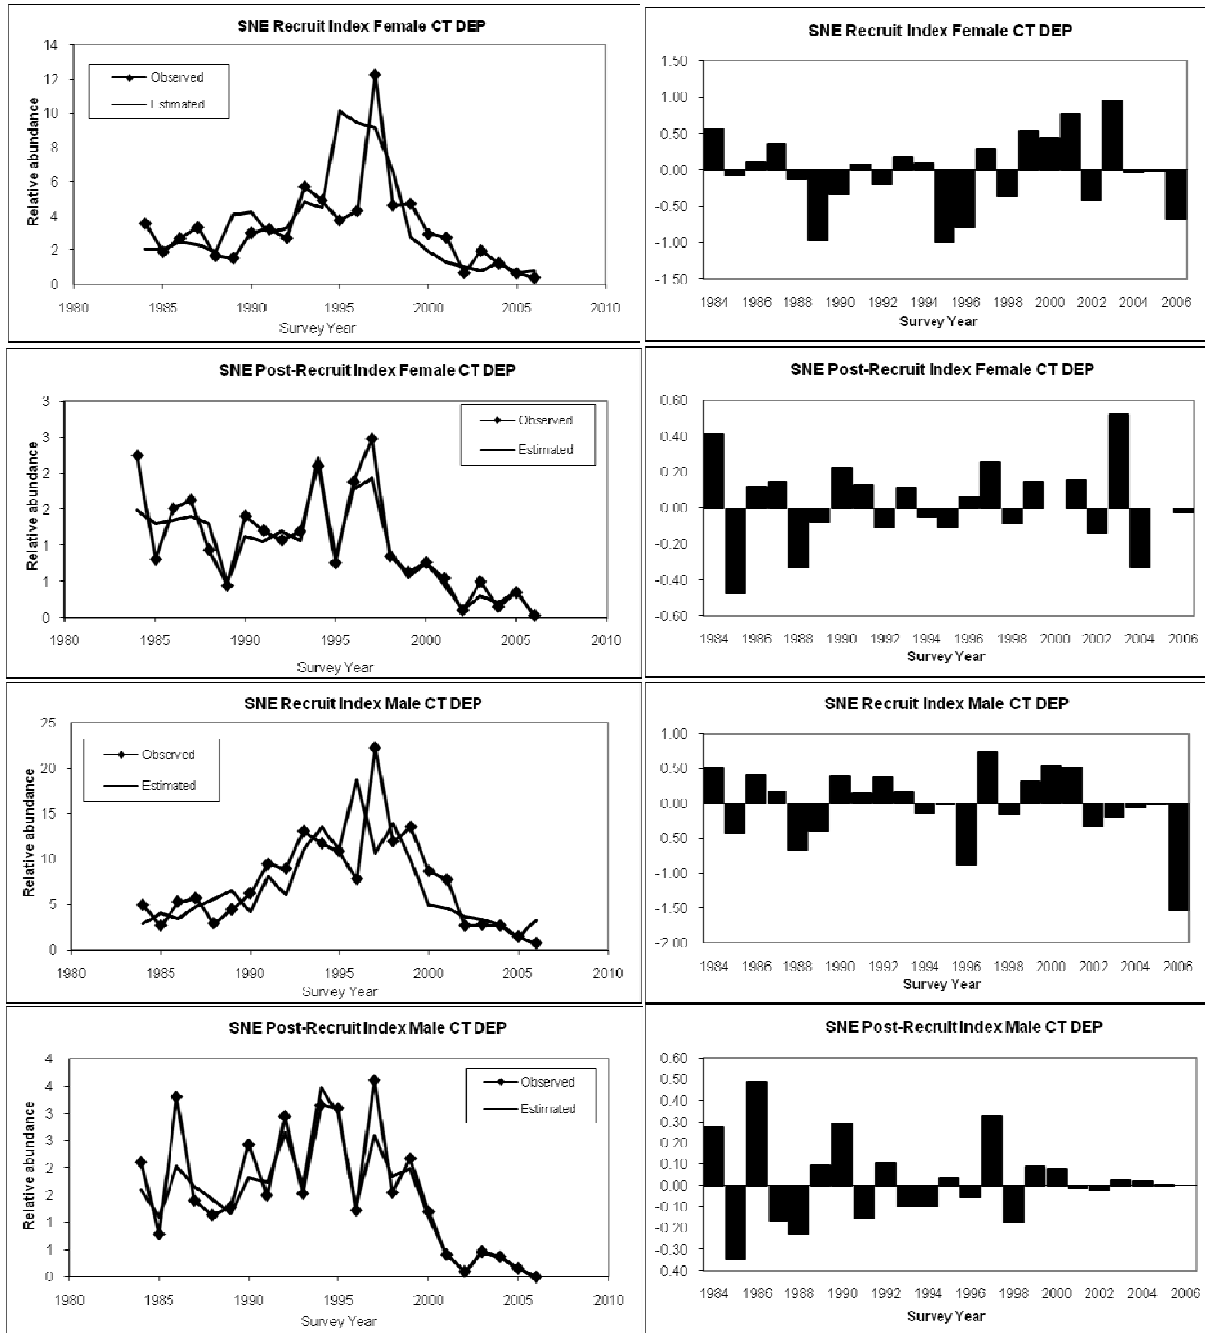 SNE Recruit Index Female CT DEP
14
12
10
8
6
4
2
0
Relative abundance
Observed
Estimated
1980
1985
1990
1995
2000
2005
2010
Survey Year
SNE Recruit Index Female CT DEP
1.50
1.00
0.50
0.00
-0.50
-1.00
-1.50
1984 1986 1988 1990 1992 1994 1996 1998 2000 2002 2004 2006
Survey Year
SNE Post-Recruit Index Female CT DEP
3
3
2
2
1
1
0
Relative abundance
Observed
Estimated
1980
1985
1990
1995
2000
2005
2010
Survey Year
SNE Post-Recruit Index Female CT DEP
0.60
0.40
0.20
0.00
-0.20
-0.40
-0.60
1984 1986 1988 1990 1992 1994 1996 1998 2000 2002 2004 2006
Survey Year
SNE Recruit Index Male CT DEP
25
20
15
10
5
0
Relative abundance
Observed
Estimated
1980
1985
1990
1995
2000
2005
2010
Survey Year
SNE Recruit Index Male CT DEP
1.00
0.50
0.00
-0.50
-1.00
-1.50
-2.00
1984 1986 1988 1990 1992 1994 1996 1998 2000 2002 2004 2006
Survey Year
SNE Post-Recruit Index Male CT DEP
4
4
3
3
2
2
1
1
0
Relative abundance
Observed
Estimated
1980
1985
1990
1995
2000
2005
2010
Survey Year
SNE Post-Recruit Index Male CT DEP
0.60
0.50
0.40
0.30
0.20
0.10
0.00
-0.10
-0.20
-0.30
0.40
1984 1986 1988 1990 1992 1994 1996 1998 2000 2002 2004 2006
Survey Year